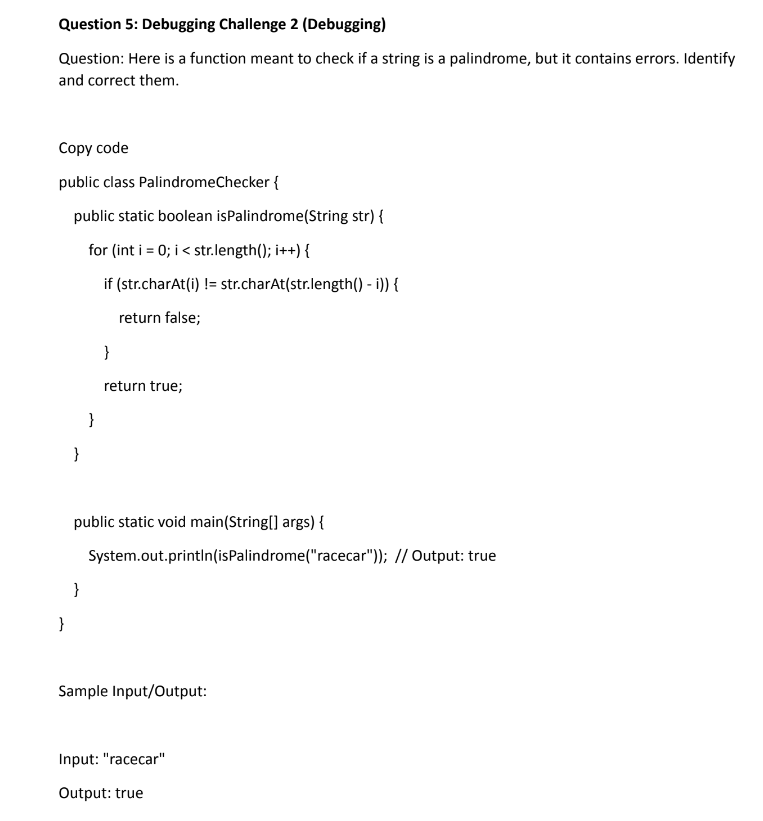 Question 5: Debugging Challenge 2 (Debugging)
Question: Here is a function meant to check if a string is a palindrome, but it contains errors. Identify
and correct them.
Copy code
public class PalindromeChecker {
public static boolean isPalindrome(String str) {
for (int i = 0; i < str.length(); i++) {
if (str.charAt(i) != str.charAt(str.length() - i)) {
return false;
}
return true;
}
}
public static void main(String[] args) {
System.out.println(isPalindrome("racecar")); // Output: true
}
}
Sample Input/Output:
Input: "racecar"
Output: true